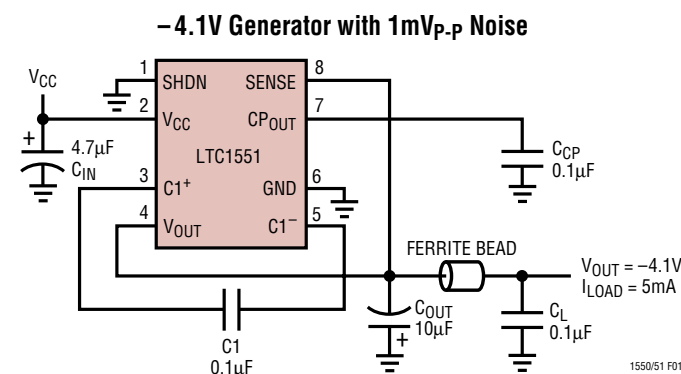 –4.1V Generator with 1mVP-P Noise
VCC
1
SHDN
SENSE
8
2
VCC
CPOUT
7
+
4.7µF
CIN
LTC1551
CCP
0.1µF
3
C1+
GND
6
4
VOUT
C1–
5
FERRITE BEAD
VOUT = –4.1V
ILOAD = 5mA
COUT
10µF
+
CL
0.1µF
C1
0.1µF
1550/51 F01